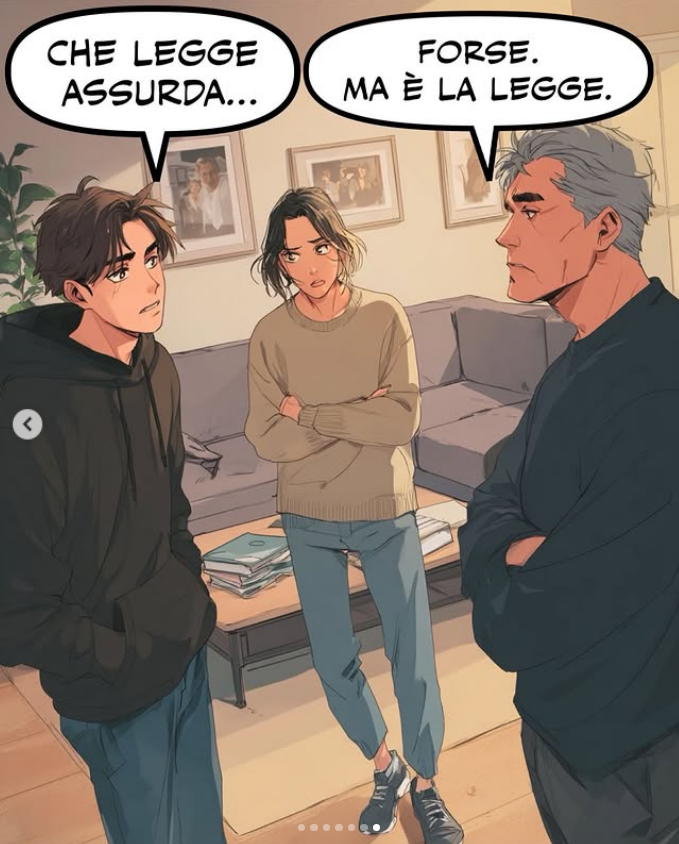 CHE LEGGE
ASSURDA...
FORSE.
MA È LA LEGGE.